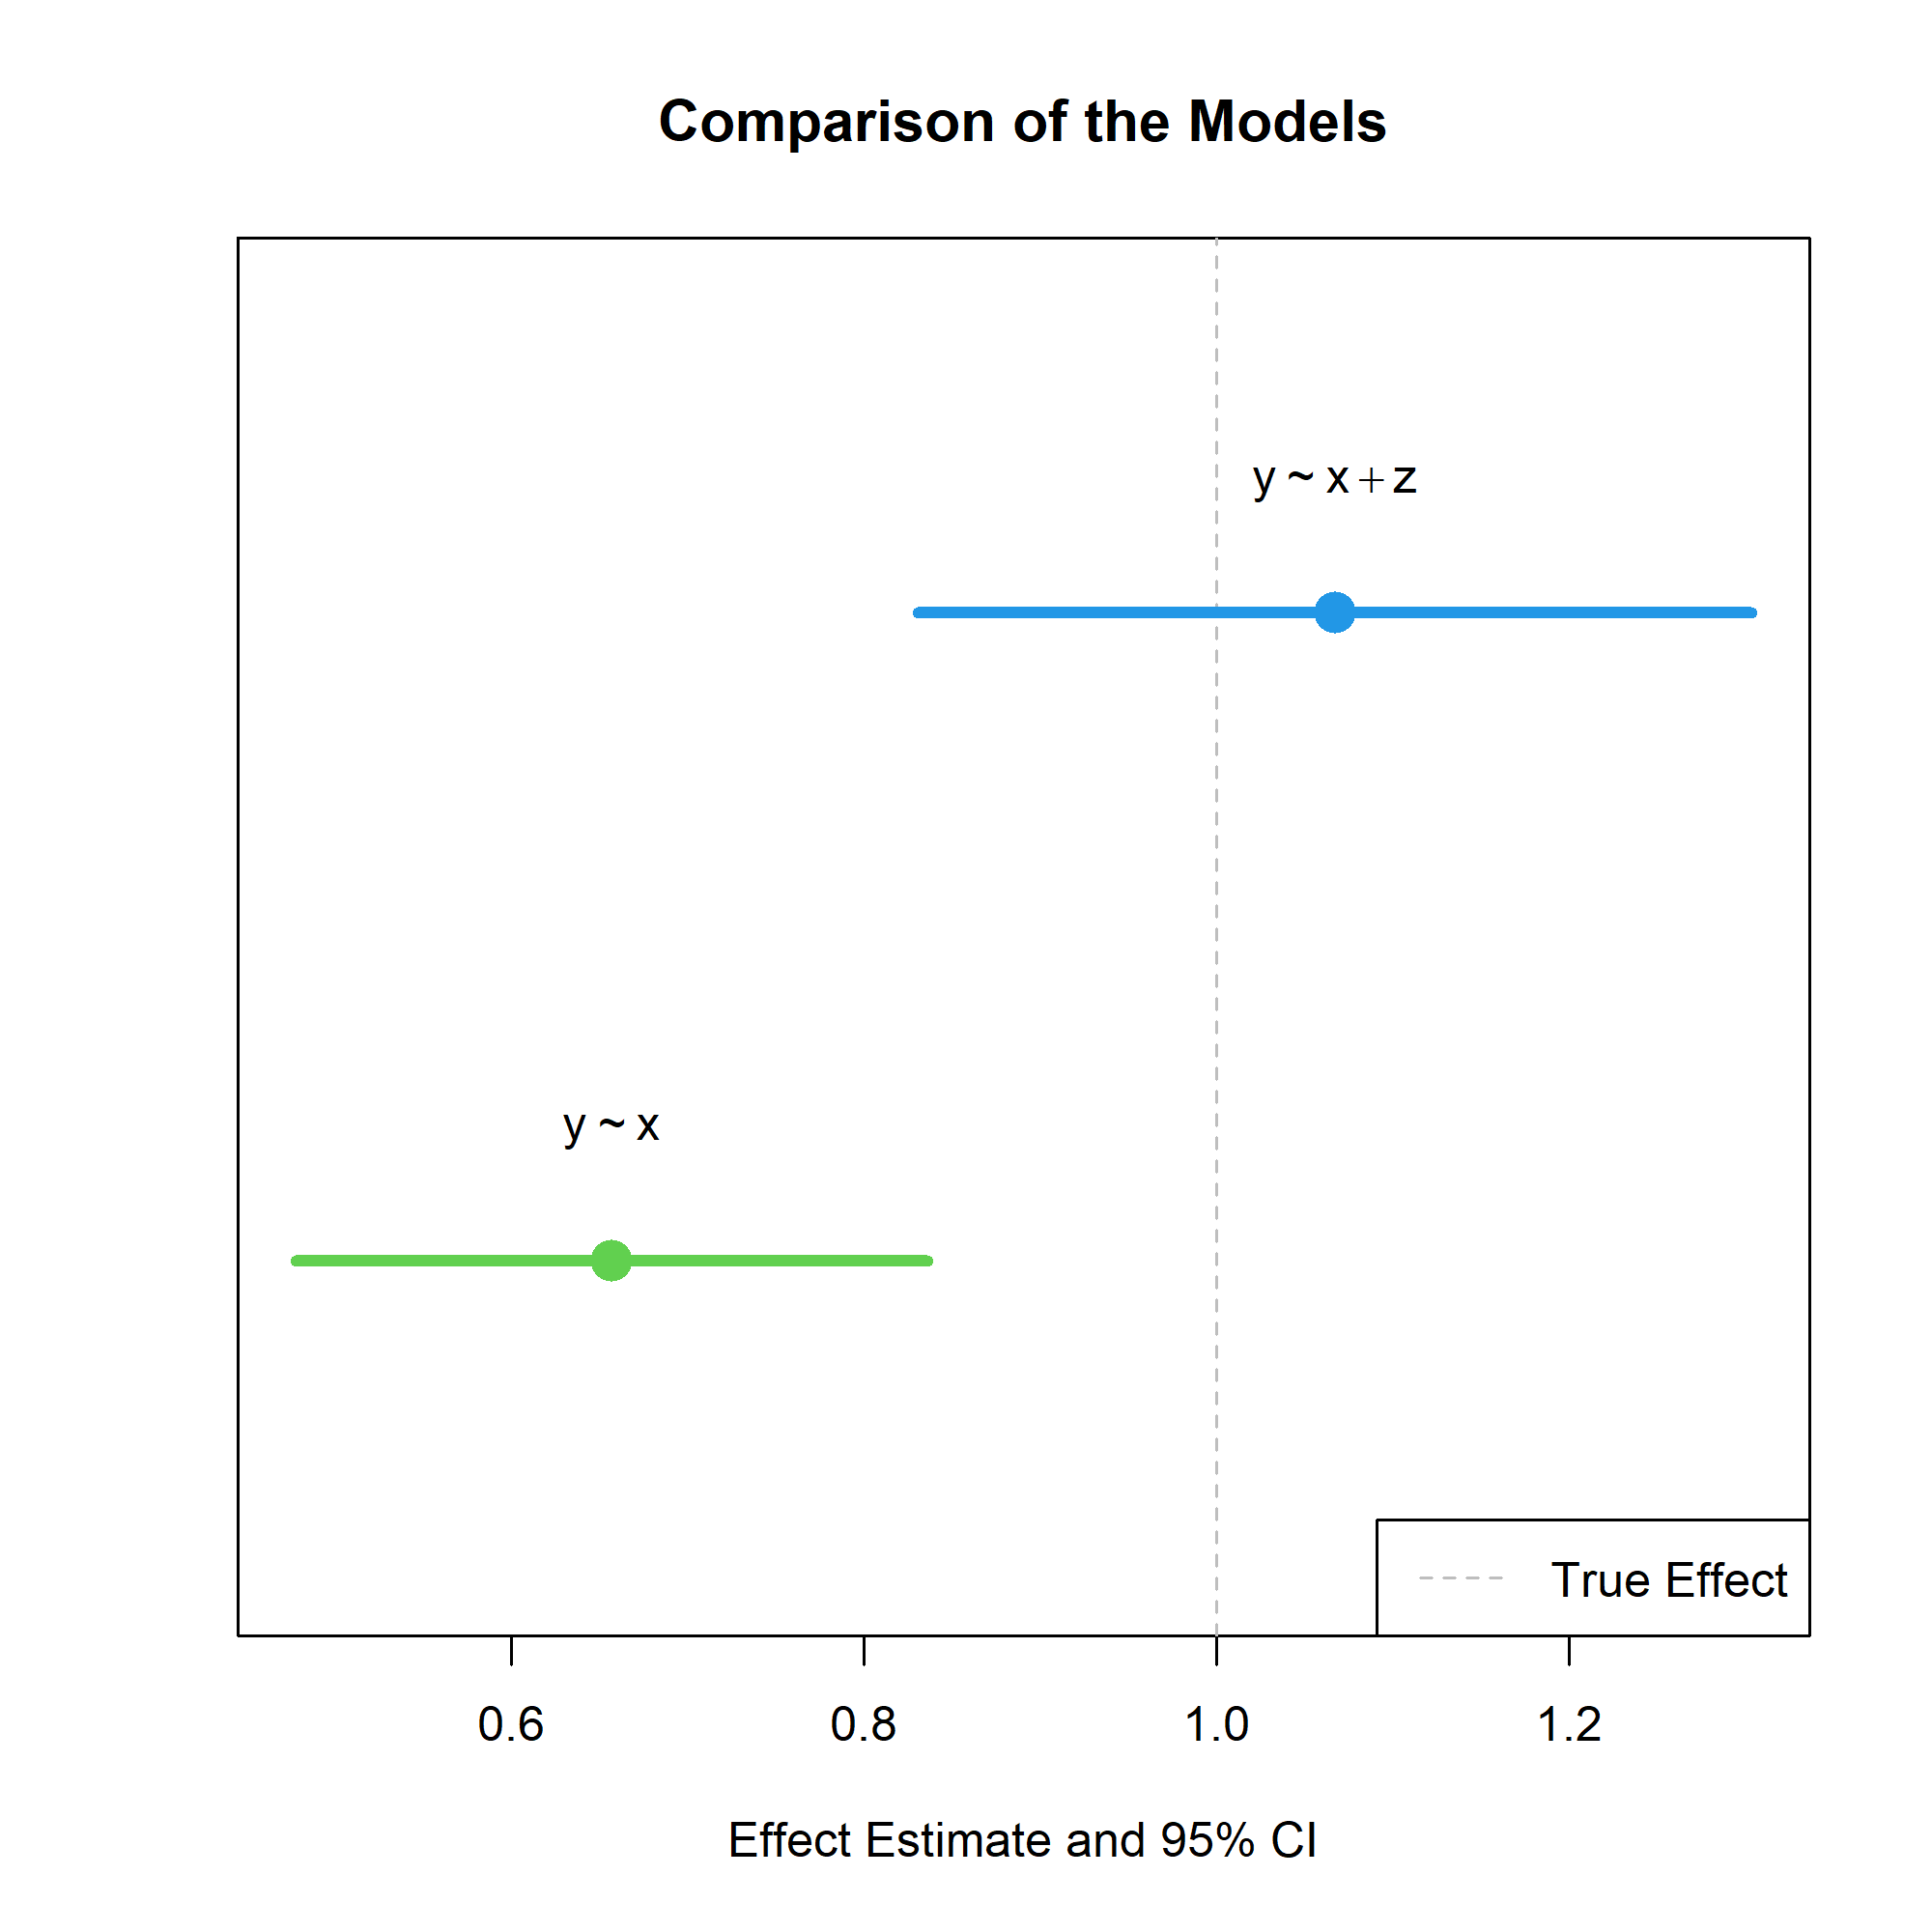 Comparison of the Models
y ~ x + z
y ~ x
True Effect
0.6 0.8 1.0 1.2
Effect Estimate and 95% CI